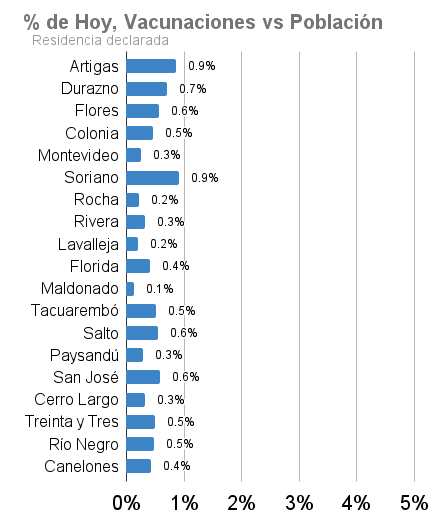 % de Hoy, Vacunaciones vs Población
Residencia declarada
Artigas 0.9%
Durazno 0.7%
Flores 0.6%
Colonia 0.5%
Montevideo 0.3%
Soriano 0.9%
Rocha 0.2%
Rivera 0.3%
Lavalleja 0.2%
Florida 0.4%
Maldonado 0.1%
Tacuarembó 0.5%
Salto 0.6%
Paysandú 0.3%
San José 0.6%
Cerro Largo 0.3%
Treinta y Tres 0.5%
Río Negro 0.5%
Canelones 0.4%
0% 1% 2% 3% 4% 5%